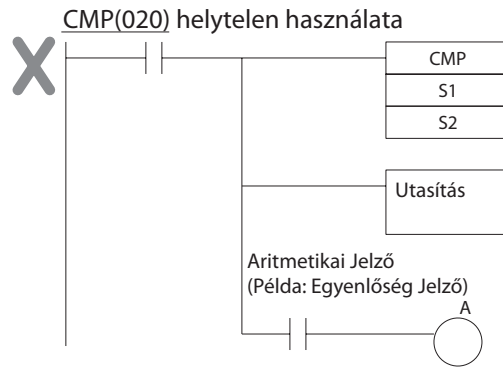 CMP(020) helytelen használata
CMP
S1
S2
Utasítás
Aritmetikai Jelző
(Példa: Egyenlőség Jelző)
A